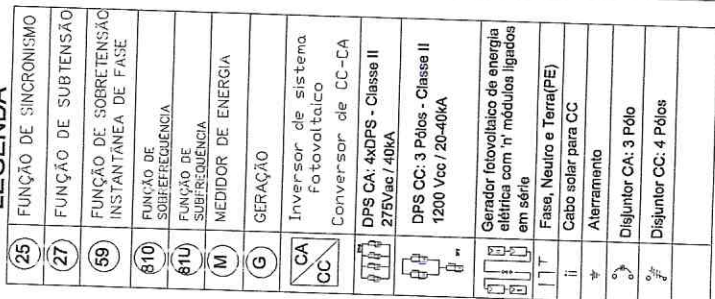 LEGENDA
25 FUNÇÃO DE SINCRONISMO
27 FUNÇÃO DE SUBTENSÃO
59 FUNÇÃO DE SOBRETENSÃO
INSTANTÂNEA DE FASE
81O FUNÇÃO DE
SOBREFREQUÊNCIA
81U FUNÇÃO DE
SUBFREQUÊNCIA
M MEDIDOR DE ENERGIA
G GERAÇÃO
CA
CC
Inversor de sistema
fotovoltaico
Conversor de CC-CA
DPS CA: 4xDPS - Classe II
275Vac / 40kA
DPS CC: 3 Pólos - Classe II
1200 Vcc / 20-40kA
Gerador fotovoltaico de energia
elétrica com 'n' módulos ligados
em série
Fase, Neutro e Terra(PE)
Cabo solar para CC
Aterramento
Disjuntor CA: 3 Pólo
Disjuntor CC: 4 Pólos